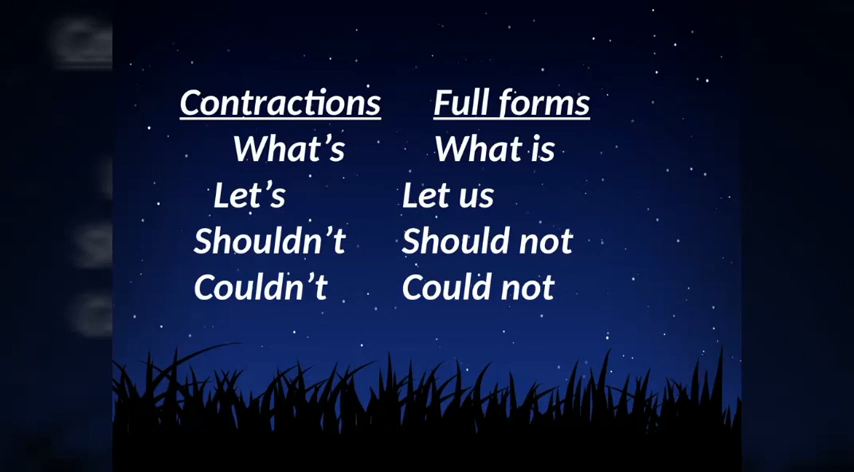 Contractions Full forms
What’s What is
Let’s Let us
Shouldn’t Should not
Couldn’t Could not